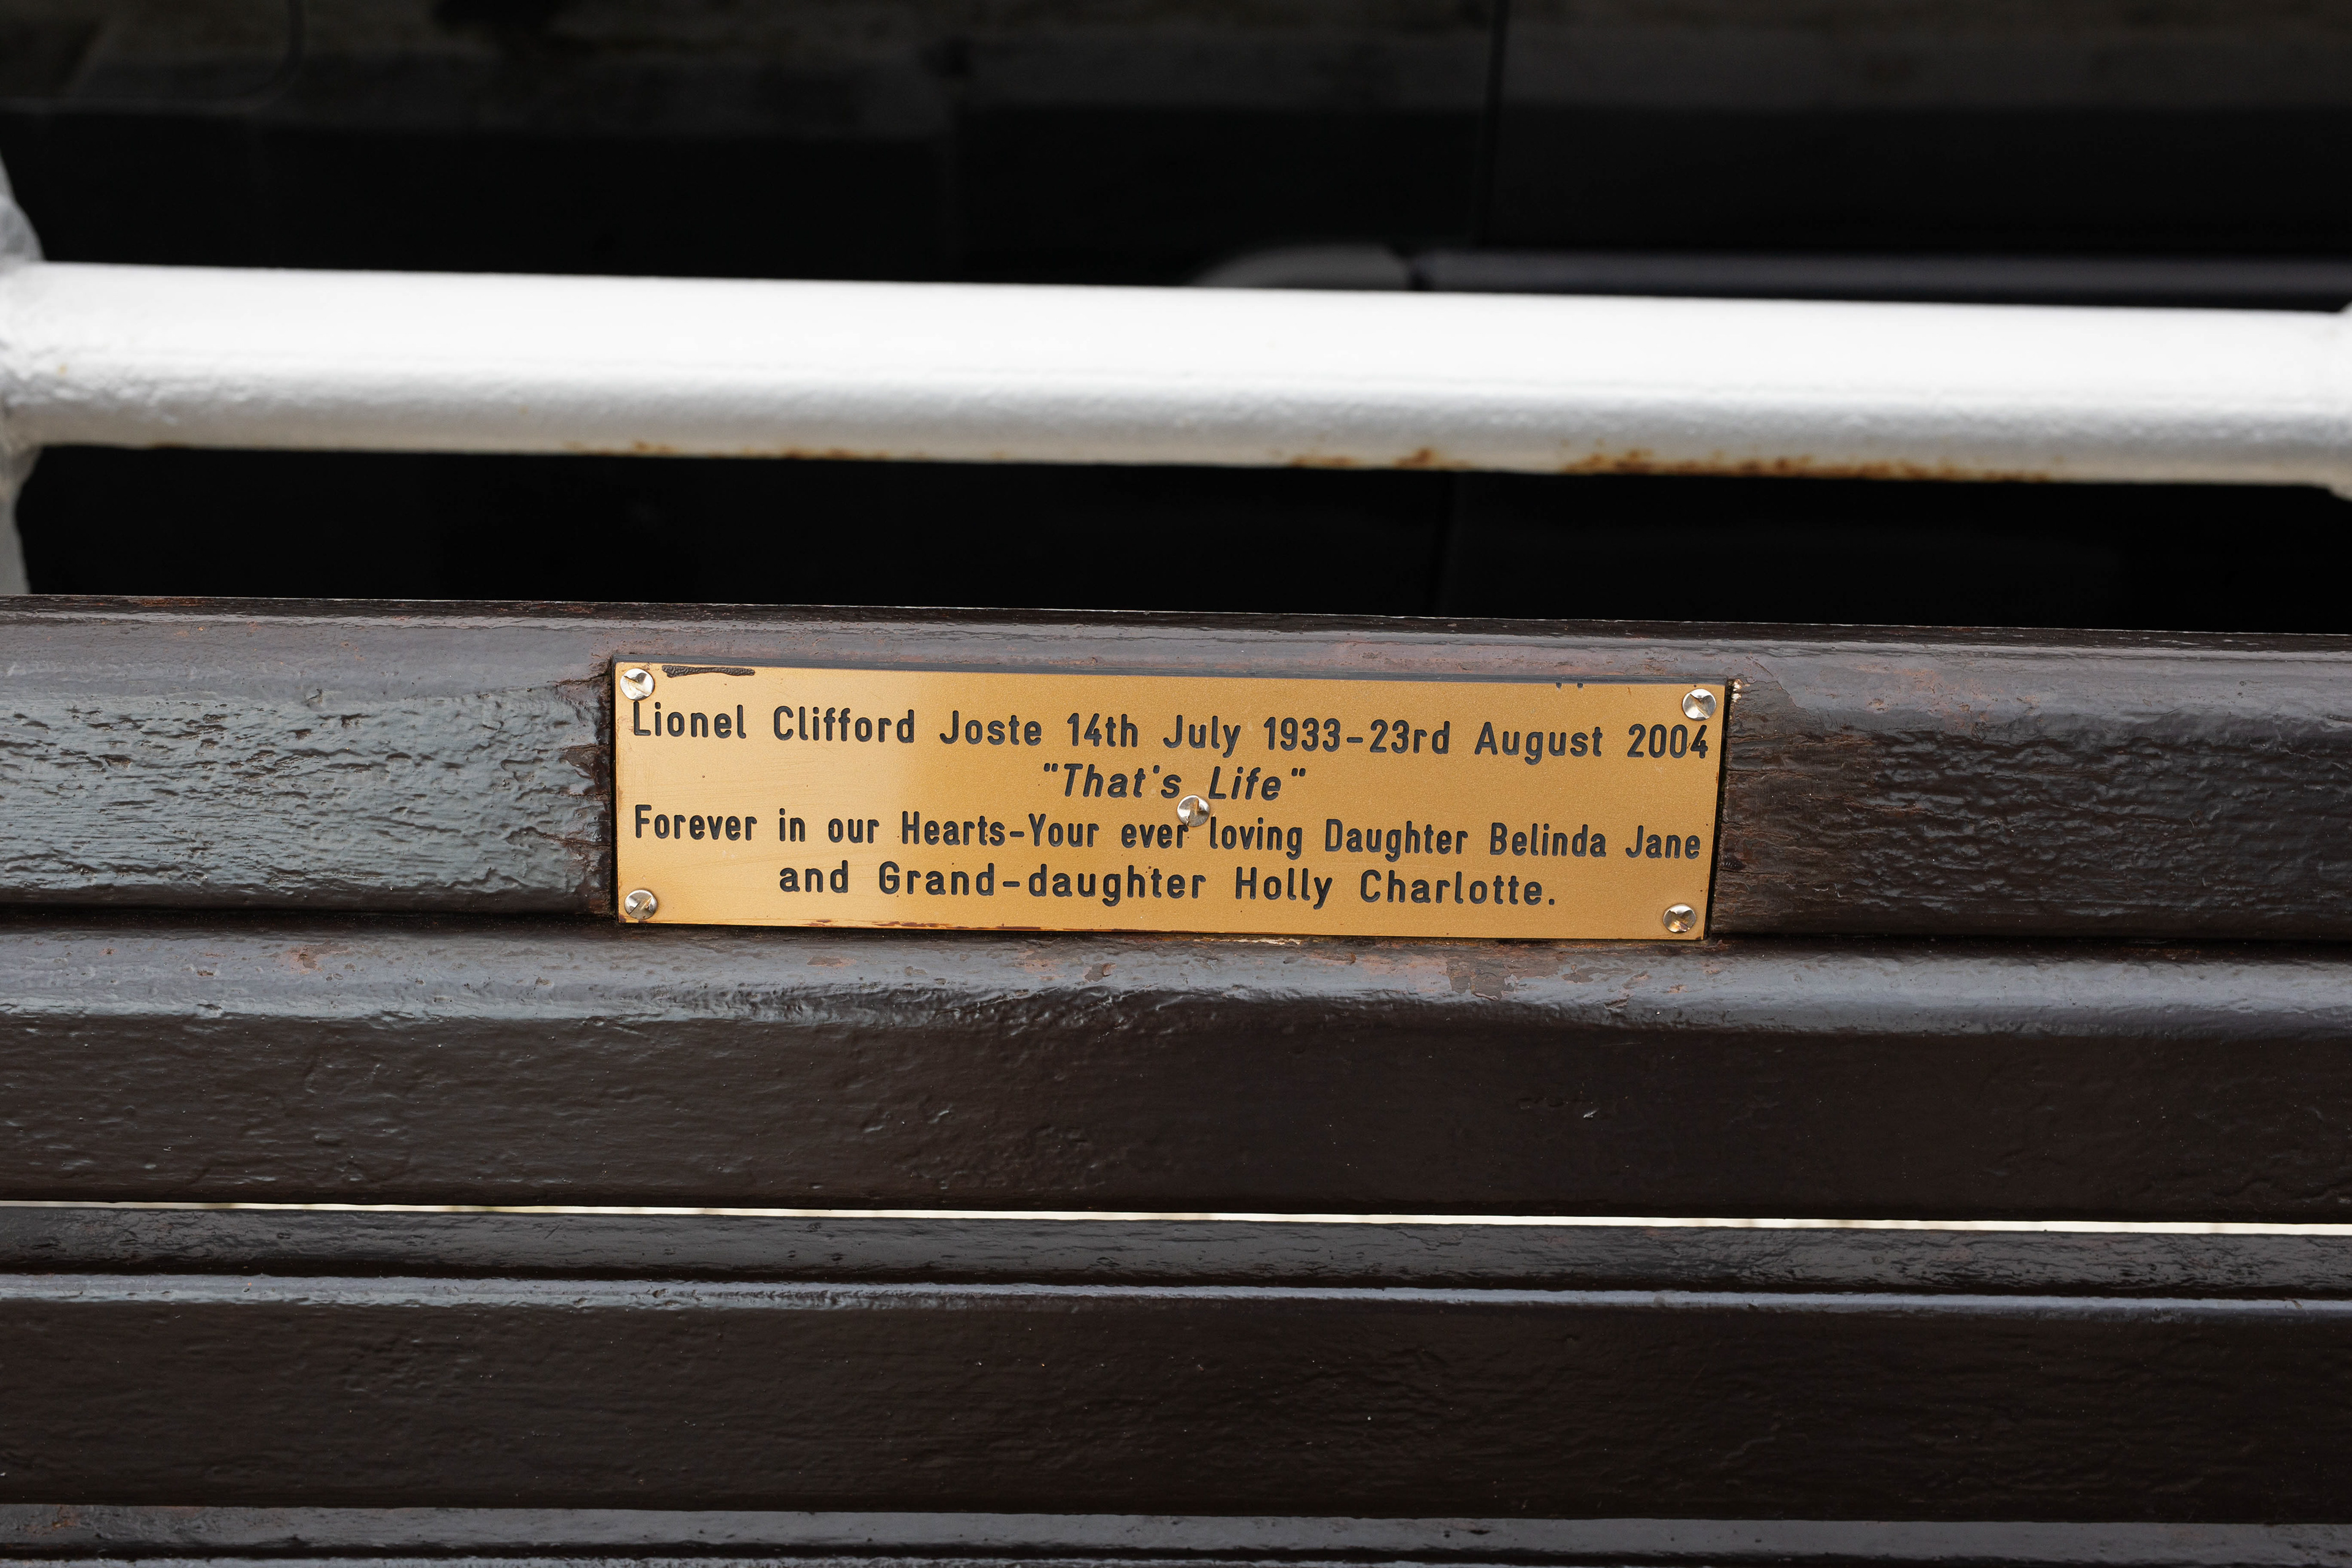 Lionel Clifford Joste 14th July 1933-23rd August 2004
"That's Life"
Forever in our Hearts-Your ever loving Daughter Belinda Jane
and Grand-daughter Holly Charlotte.